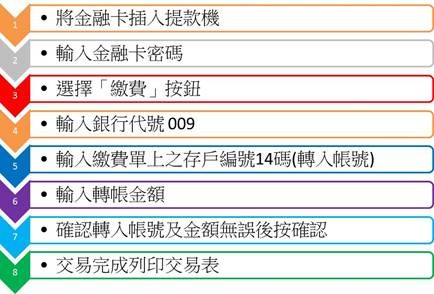 1 • 將金融卡插入提款機
2 • 輸入金融卡密碼
3 • 選擇「繳費」按鈕
4 • 輸入銀行代號 009
5 • 輸入繳費單上之存戶編號14碼(轉入帳號)
6 • 輸入轉帳金額
7 • 確認轉入帳號及金額無誤後按確認
8 • 交易完成列印交易表